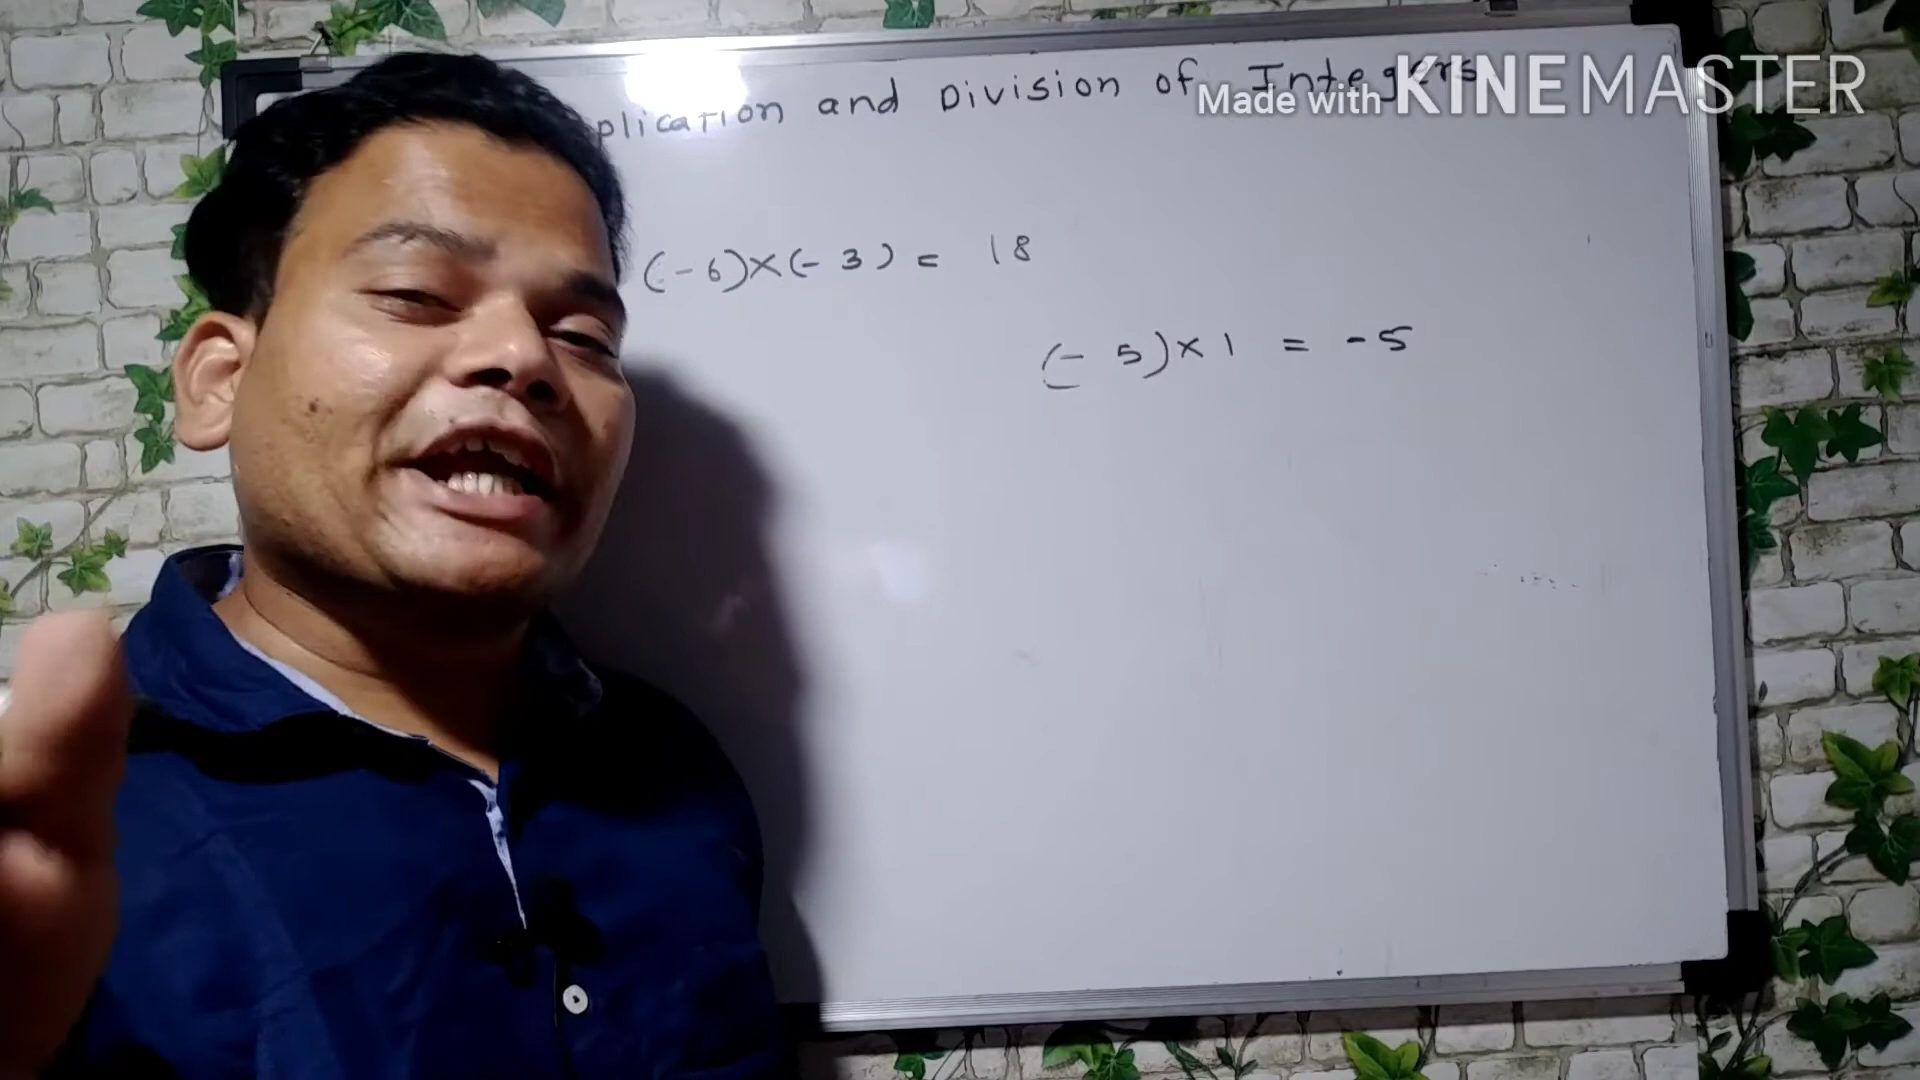 plication and Division of Integers
Made with KINEMASTER
(-6)×(-3) = 18
(-5)×1 = -5